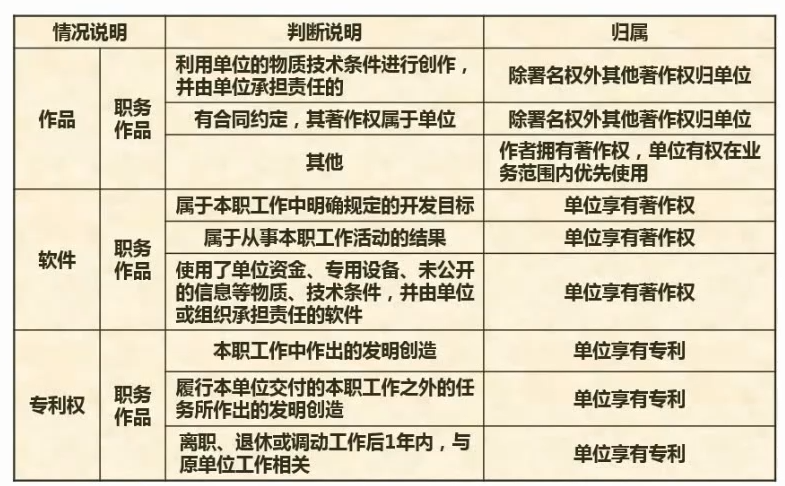 情况说明 判断说明 归属
作品 职务
作品
利用单位的物质技术条件进行创作，
并由单位承担责任的
除署名权外其他著作权归单位
有合同约定，其著作权属于单位 除署名权外其他著作权归单位
其他
作者拥有著作权，单位有权在业
务范围内优先使用
软件 职务
作品
属于本职工作中明确规定的开发目标 单位享有著作权
属于从事本职工作活动的结果 单位享有著作权
使用了单位资金、专用设备、未公开
的信息等物质、技术条件，并由单位
或组织承担责任的软件
单位享有著作权
专利权 职务
作品
本职工作中作出的发明创造 单位享有专利
履行本单位交付的本职工作之外的任
务所作出的发明创造
单位享有专利
离职、退休或调动工作后1年内，与
原单位工作相关
单位享有专利